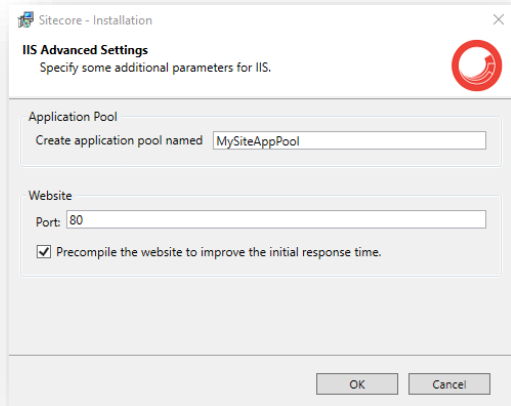 Sitecore - Installation
IIS Advanced Settings
Specify some additional parameters for IIS.
Application Pool
Create application pool named MySiteAppPool
Website
Port: 80
Precompile the website to improve the initial response time.
OK Cancel